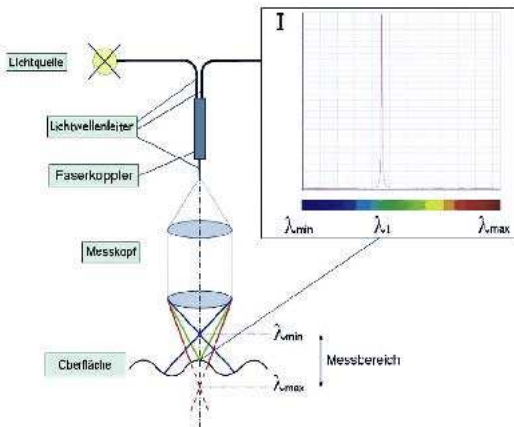 I
Lichtquelle
Lichtwellenleiter
Faserkoppler
λmin λ1 λmax
Messkopf
λmin
Oberfläche
Messbereich
λmax